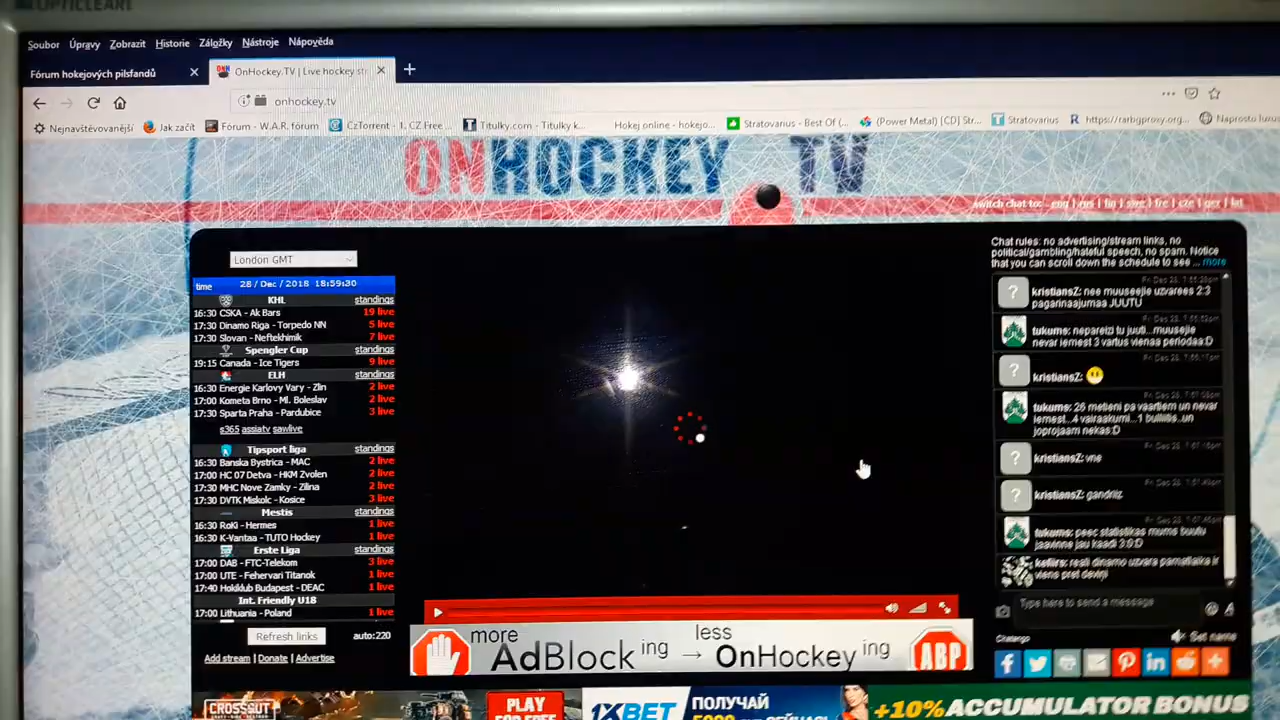 OPTICLEAR
Soubor Úpravy Zobrazit Historie Záložky Nástroje Nápověda
Fórum hokejových pilsfandů
OnHockey.TV | Live hockey str
onhockey.tv
Nejnavštěvovanější Jak začít Forum - W.A.R. fórum CzTorrent - 1. CZ Free ... Titulky.com - Titulky k... Hokej online - hokejo... Stratovarius - Best Of (... (Power Metal) [CD] Str... Stratovarius https://rarbgproxy.org... Naprosto luxus
ONHOCKEY TV
switch chat to: eng | rus | fin | swe | fre | cze | ger | lat
London GMT
time 28 / Dec / 2018 18:59:30
KHL standings
16:30 CSKA - Ak Bars 19 live
17:30 Dinamo Riga - Torpedo NN 5 live
17:30 Slovan - Neftekhimik 7 live
Spengler Cup standings
19:15 Canada - Ice Tigers 9 live
ELH standings
16:30 Energie Karlovy Vary - Zlin 2 live
17:00 Kometa Brno - Ml. Boleslav 2 live
17:30 Sparta Praha - Pardubice 3 live
s365 assiatv sawlive
Tipsport liga standings
16:30 Banska Bystrica - MAC 2 live
17:00 HC 07 Detva - HKM Zvolen 2 live
17:30 MHC Nove Zamky - Zilina 2 live
17:30 DVTK Miskolc - Kosice 3 live
Mestis standings
16:30 RoKi - Hermes 1 live
16:30 K-Vantaa - TUTO Hockey 1 live
Erste Liga standings
17:00 DAB - FTC-Telekom 3 live
17:00 UTE - Fehervari Titanok 1 live
17:40 Hokiklub Budapest - DEAC 1 live
Int. Friendly U18
17:00 Lithuania - Poland 1 live
Refresh links auto:220
Add stream | Donate | Advertise
Chat rules: no advertising/stream links, no
political/gambling/hateful speech, no spam. Notice
that you can scroll down the schedule to see ... more
kristiansZ: nee muuseejie uzvarees 2:3
pagarinaajumaa JUUTU
tukums: nepareizi tu juuti...muusejie
nevar iemest 3 vartus vienaa periodaa:D
kristiansZ:
tukums: 26 metieni pa vaartiem un nevar
iemest...4 vairaakumi...1 bulliitis..un
joprojaam nekas:D
kristiansZ: vne
kristiansZ: gandriiz
tukums: peec statistikas mums buutu
jaavinne jau kaadi 3:0:D
kefiirs: reali dinamo uzvara pamatlaika ir
viens pret devini
Type here to send a message
Chatango Set name
more AdBlock ing → less OnHockey ing
ABP
CROSSOUT
PLAY
FOR FREE
1XBET
ПОЛУЧАЙ
+10% ACCUMULATOR BONUS